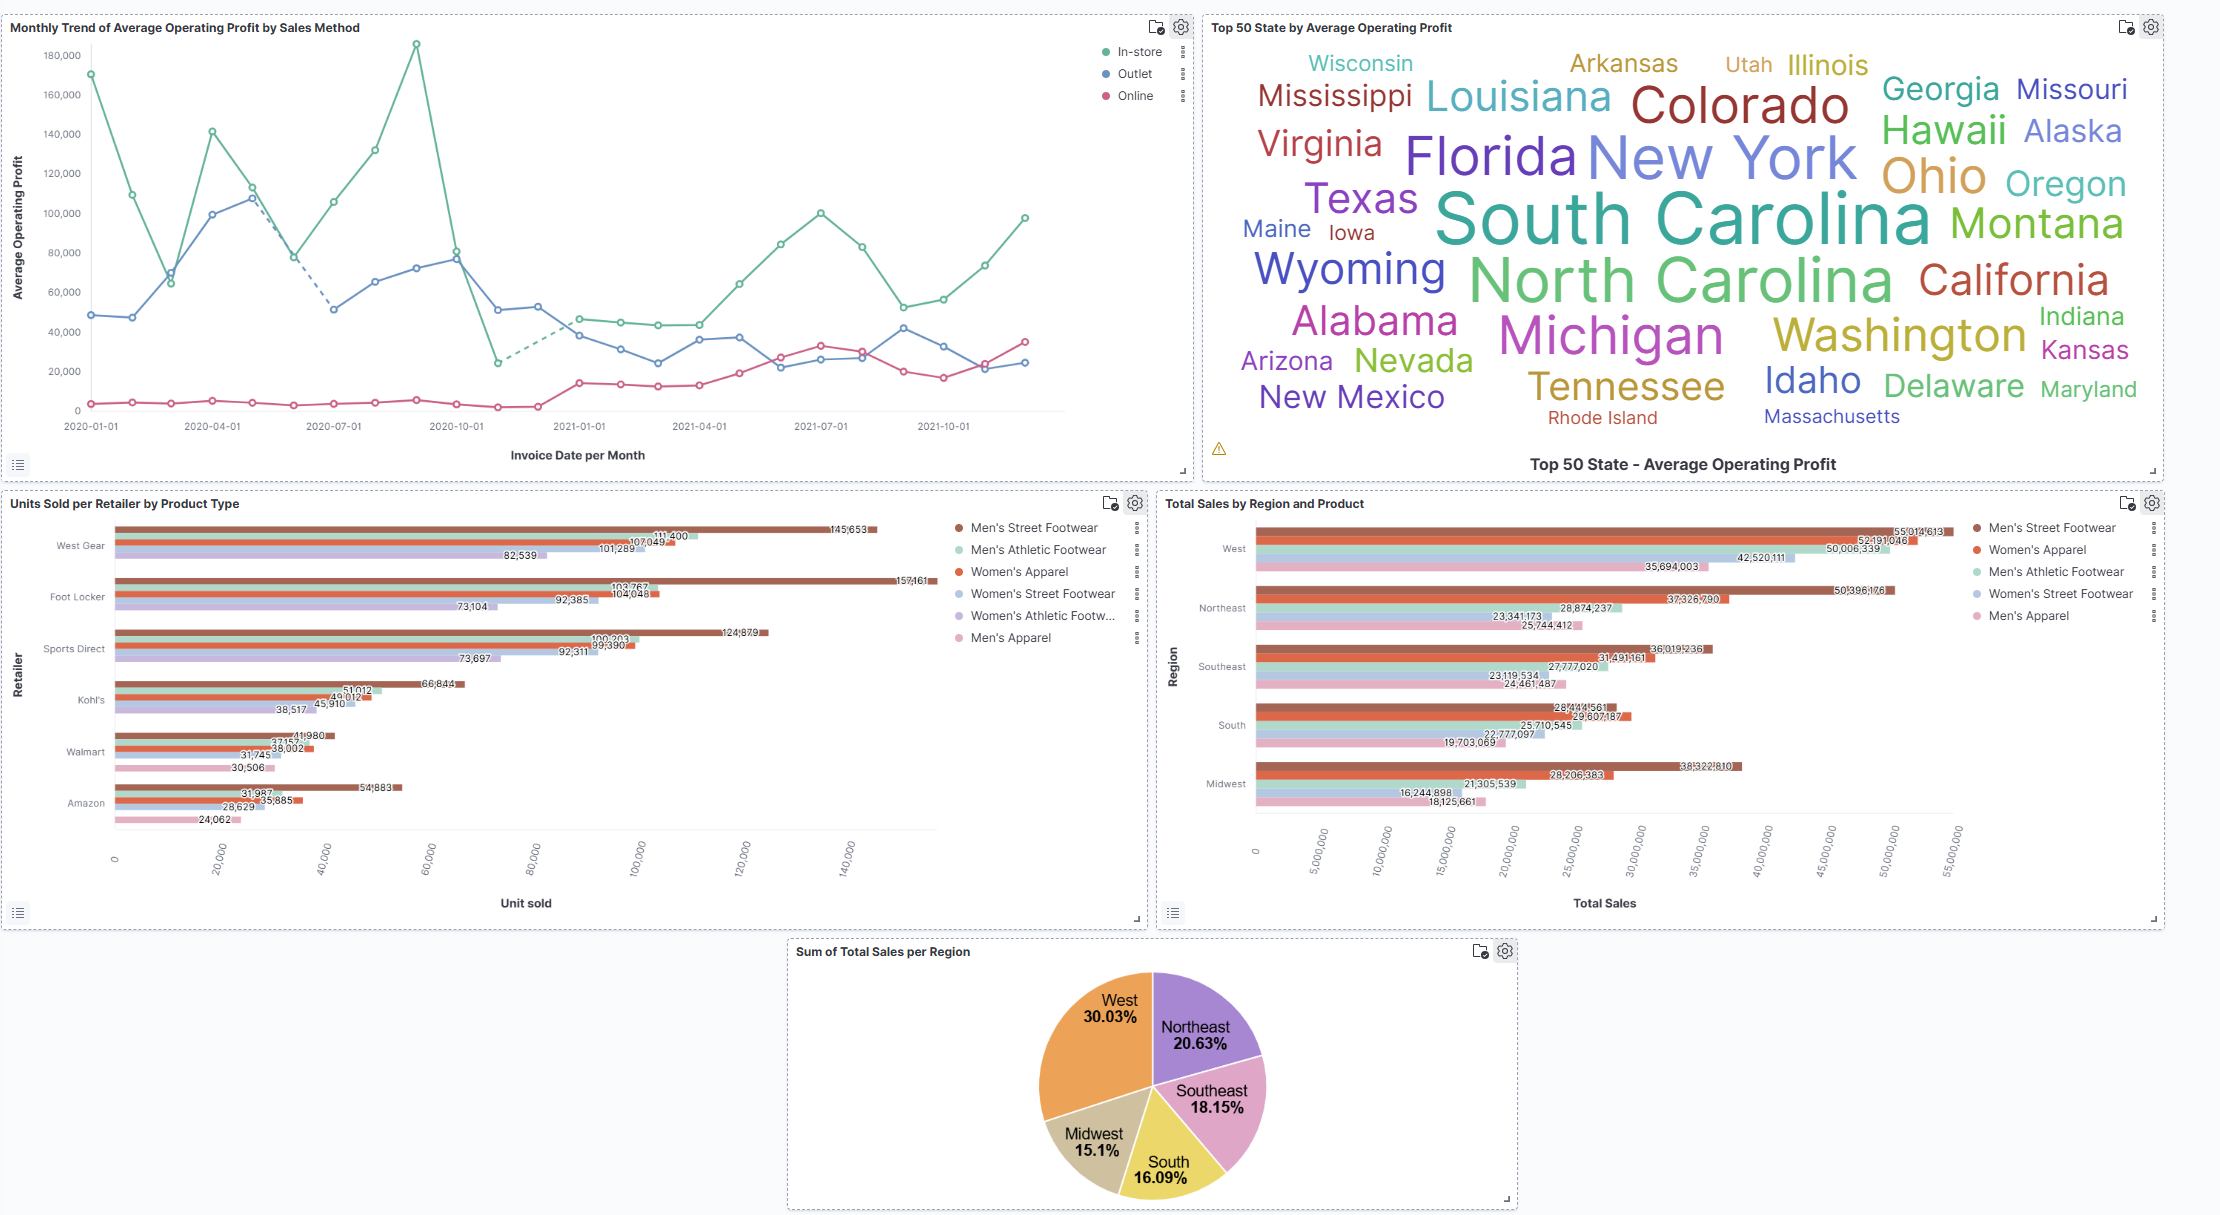 Monthly Trend of Average Operating Profit by Sales Method
Average Operating Profit
180,000
160,000
140,000
120,000
100,000
80,000
60,000
40,000
20,000
0
2020-01-01 2020-04-01 2020-07-01 2020-10-01 2021-01-01 2021-04-01 2021-07-01 2021-10-01
Invoice Date per Month
In-store
Outlet
Online
Top 50 State by Average Operating Profit
Wisconsin Arkansas Utah Illinois
Mississippi Louisiana Colorado Georgia Missouri
Virginia Florida New York Hawaii Alaska
Texas Ohio Oregon
Maine Iowa South Carolina Montana
Wyoming North Carolina California
Alabama Michigan Washington Indiana
Arizona Nevada Kansas
New Mexico Tennessee Idaho Delaware Maryland
Rhode Island Massachusetts
Top 50 State - Average Operating Profit
Units Sold per Retailer by Product Type
Retailer
West Gear
145,653
111,400
107,049
101,289
82,539
Foot Locker
157,161
103,767
104,048
92,385
73,104
Sports Direct
124,879
100,203
99,390
92,311
73,697
Kohl's
66,844
51,012
49,012
45,910
38,517
Walmart
41,980
37,157
38,002
31,745
30,506
Amazon
54,883
31,987
35,885
28,629
24,062
0 20,000 40,000 60,000 80,000 100,000 120,000 140,000
Unit sold
Men's Street Footwear
Men's Athletic Footwear
Women's Apparel
Women's Street Footwear
Women's Athletic Footw...
Men's Apparel
Total Sales by Region and Product
Region
West
55,014,613
52,191,046
50,006,339
42,520,111
35,694,003
Northeast
50,396,176
37,326,790
28,874,237
23,341,173
25,744,412
Southeast
36,019,236
31,491,161
27,777,020
23,119,534
24,461,487
South
28,444,561
29,607,187
25,710,545
22,777,097
19,703,069
Midwest
38,322,810
28,206,383
21,305,539
16,244,898
18,125,661
0 5,000,000 10,000,000 15,000,000 20,000,000 25,000,000 30,000,000 35,000,000 40,000,000 45,000,000 50,000,000 55,000,000
Total Sales
Men's Street Footwear
Women's Apparel
Men's Athletic Footwear
Women's Street Footwear
Men's Apparel
Sum of Total Sales per Region
West
30.03%
Northeast
20.63%
Southeast
18.15%
Midwest
15.1%
South
16.09%